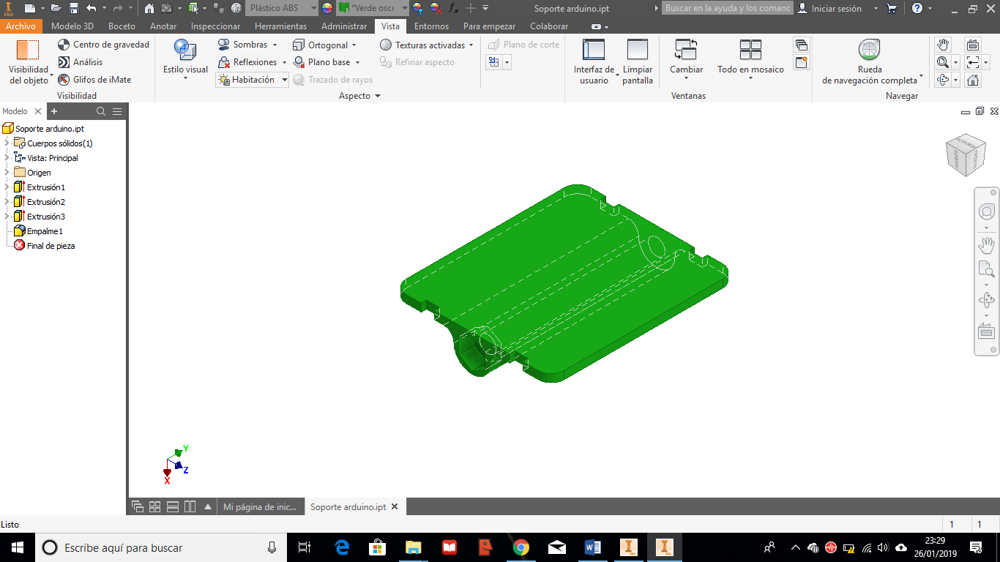 PRO
Plástico ABS
*Verde oscu
Soporte arduino.ipt
Buscar en la ayuda y los comanc
Iniciar sesión
Archivo
Modelo 3D
Boceto
Anotar
Inspeccionar
Herramientas
Administrar
Vista
Entornos
Para empezar
Colaborar
Visibilidad
del objeto
Centro de gravedad
Análisis
Glifos de iMate
Visibilidad
Estilo visual
Sombras
Reflexiones
Habitación
Ortogonal
Plano base
Trazado de rayos
Texturas activadas
Refinar aspecto
Aspecto
Plano de corte
Interfaz de
usuario
Limpiar
pantalla
Cambiar
Todo en mosaico
Ventanas
Rueda
de navegación completa
Navegar
Modelo
Soporte arduino.ipt
Cuerpos sólidos(1)
Vista: Principal
Origen
Extrusión1
Extrusión2
Extrusión3
Empalme1
Final de pieza
Y
Z
X
Mi página de inic...
Soporte arduino.ipt
Listo
1
1
Escribe aquí para buscar
23:29
26/01/2019